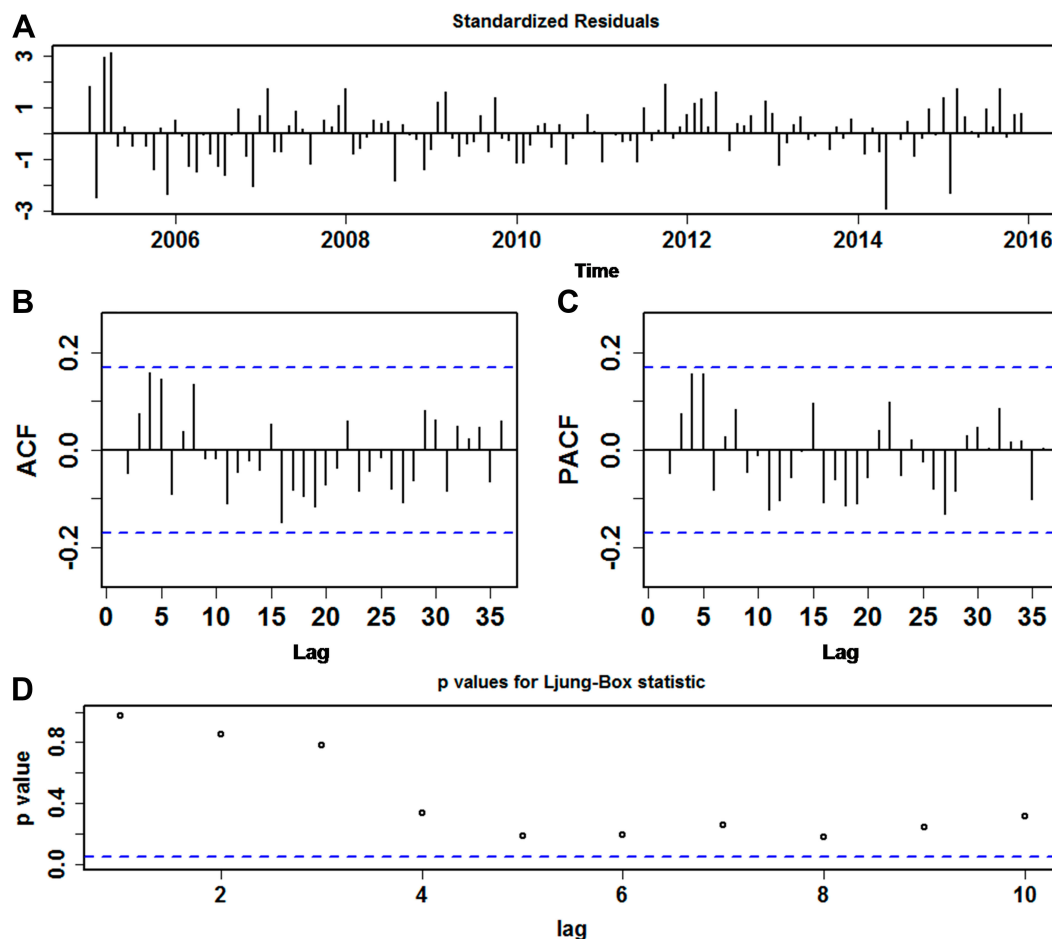 A
Standardized Residuals
3
1
-1
-3
2006 2008 2010 2012 2014 2016
Time
B
C
0.2
0.0
-0.2
ACF
0 5 10 15 20 25 30 35
Lag
0.2
0.0
-0.2
PACF
0 5 10 15 20 25 30 35
Lag
D
p values for Ljung-Box statistic
0.8
0.4
0.0
p value
2 4 6 8 10
lag